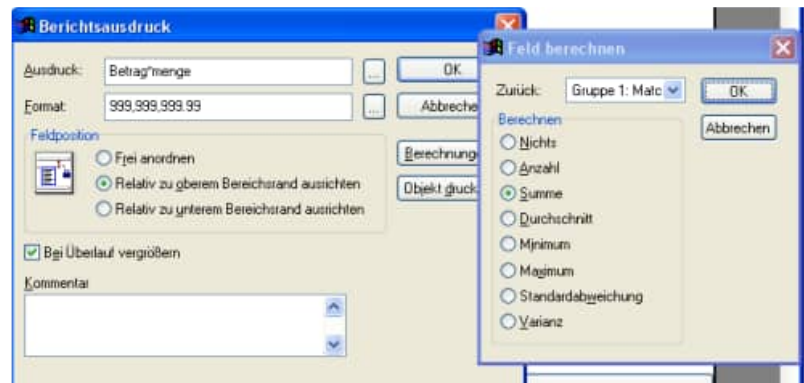 Berichtsausdruck
Ausdruck: Betrag*menge ... OK
Format: 999,999,999.99 ... Abbreche
Feldposition
Frei anordnen
Relativ zu oberem Bereichsrand ausrichten
Relativ zu unterem Bereichsrand ausrichten
Berechnung
Objekt druck
Bei Überlauf vergrößern
Kommentar
Feld berechnen
Zurück: Gruppe 1: Matc OK
Abbrechen
Berechnen
Nichts
Anzahl
Summe
Durchschnitt
Minimum
Maximum
Standardabweichung
Varianz